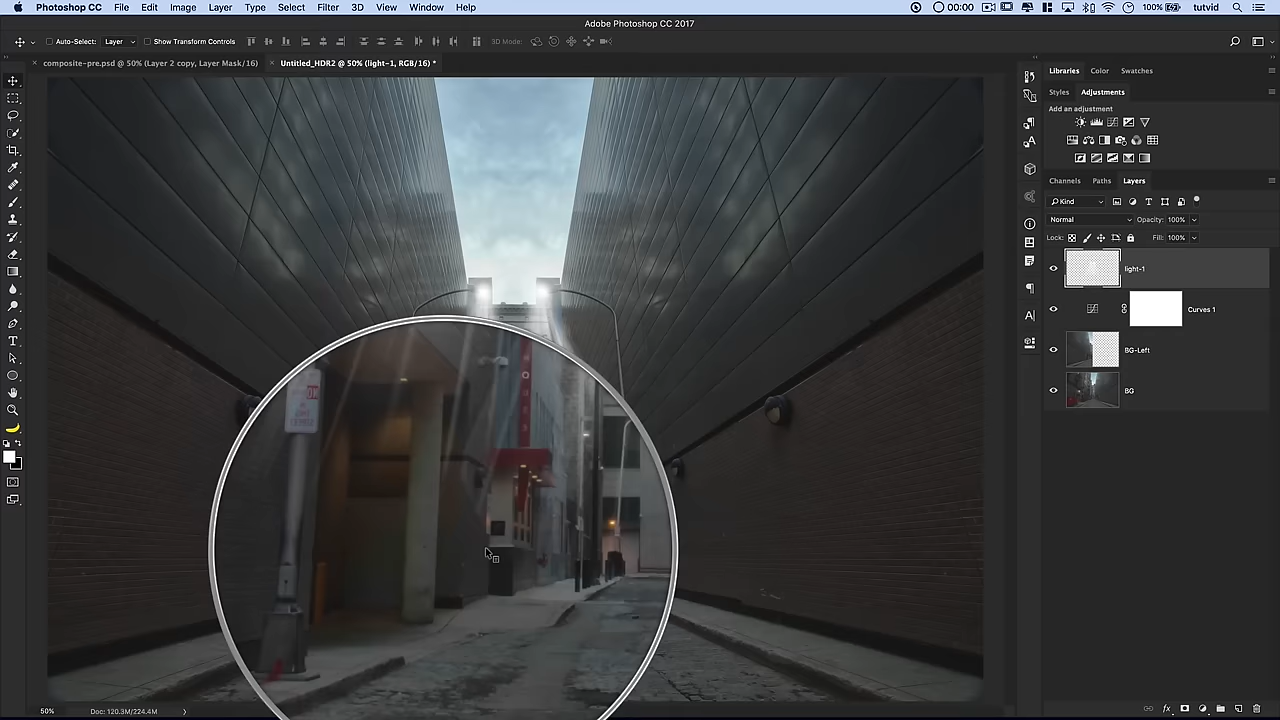 Photoshop CC File Edit Image Layer Type Select Filter 3D View Window Help 00:00 100% tutvid
Adobe Photoshop CC 2017
Auto-Select: Layer Show Transform Controls 3D Mode:
composite-pre.psd @ 50% (Layer 2 copy, Layer Mask/16) Untitled_HDR2 @ 50% (light-1, RGB/16) *
Libraries Color Swatches
Styles Adjustments
Add an adjustment
Channels Paths Layers
Kind
Normal Opacity: 100%
Lock: Fill: 100%
light-1
Curves 1
BG-Left
BG
50% Doc: 120.3M/224.4M